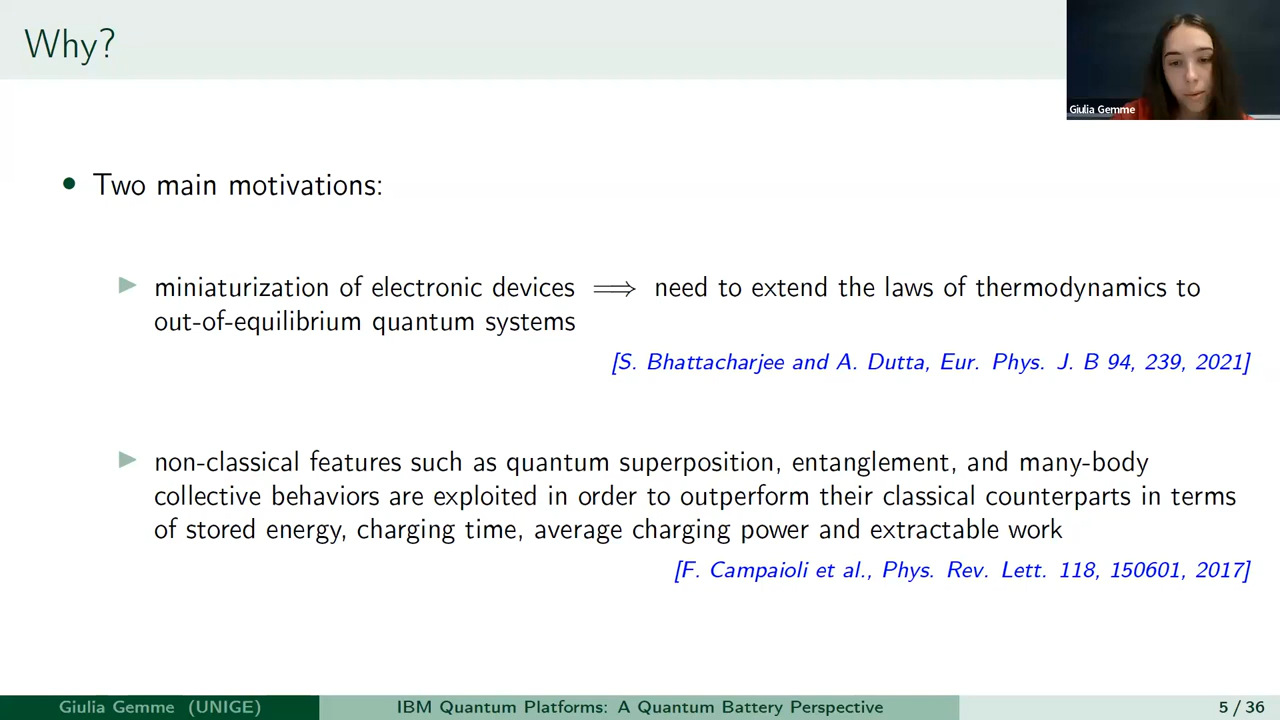 Why?
Giulia Gemme
• Two main motivations:
▶ miniaturization of electronic devices ⟹ need to extend the laws of thermodynamics to
out-of-equilibrium quantum systems
[S. Bhattacharjee and A. Dutta, Eur. Phys. J. B 94, 239, 2021]
▶ non-classical features such as quantum superposition, entanglement, and many-body
collective behaviors are exploited in order to outperform their classical counterparts in terms
of stored energy, charging time, average charging power and extractable work
[F. Campaioli et al., Phys. Rev. Lett. 118, 150601, 2017]
Giulia Gemme (UNIGE) IBM Quantum Platforms: A Quantum Battery Perspective 5 / 36